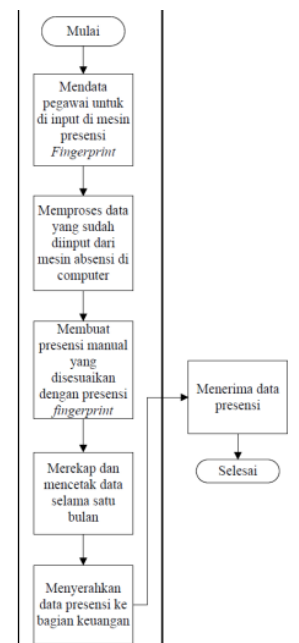 Mulai
Mendata
pegawai untuk
di input di mesin
presensi
Fingerprint
Memproses data
yang sudah
diinput dari
mesin absensi di
computer
Membuat
presensi manual
yang
disesuaikan
dengan presensi
fingerprint
Merekap dan
mencetak data
selama satu
bulan
Menyerahkan
data presensi ke
bagian keuangan
Menerima data
presensi
Selesai